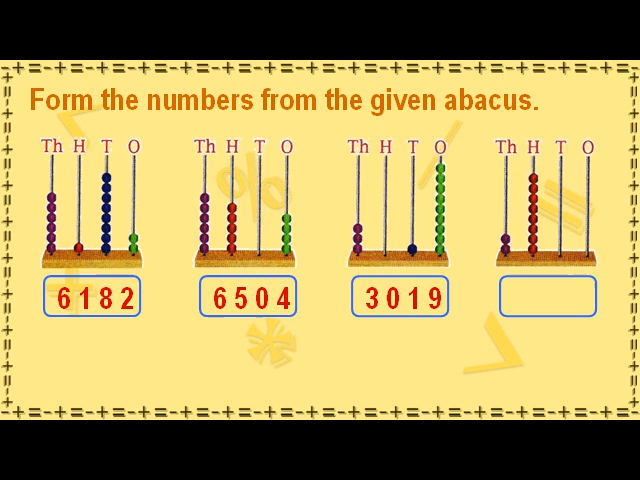 Form the numbers from the given abacus.
Th H T O Th H T O Th H T O Th H T O
6 1 8 2 6 5 0 4 3 0 1 9